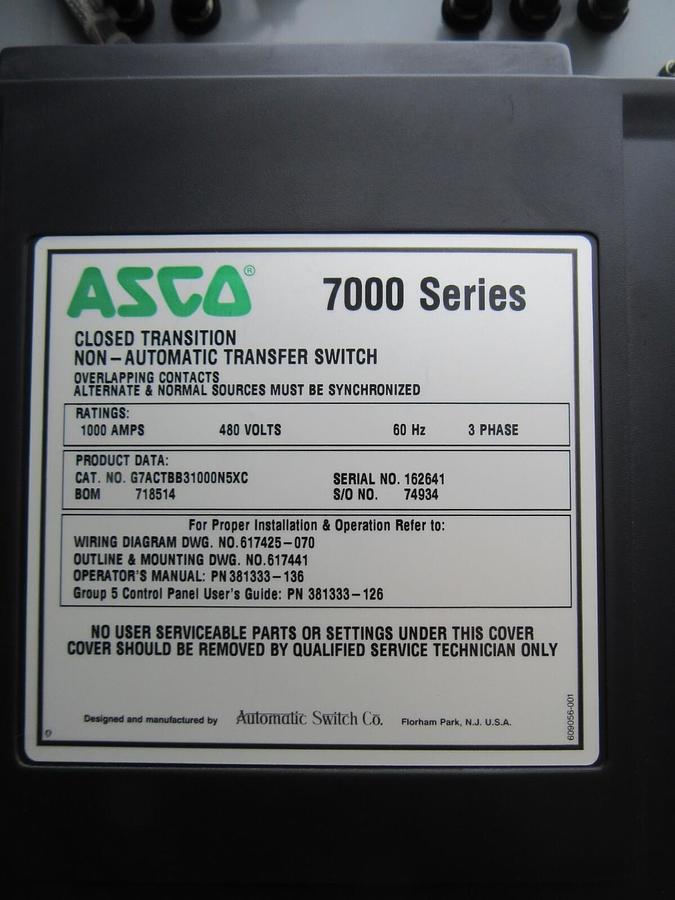 ASCO® 7000 Series
CLOSED TRANSITION
NON-AUTOMATIC TRANSFER SWITCH
OVERLAPPING CONTACTS
ALTERNATE & NORMAL SOURCES MUST BE SYNCHRONIZED
RATINGS:
1000 AMPS 480 VOLTS 60 Hz 3 PHASE
PRODUCT DATA:
CAT. NO. G7ACTBB31000N5XC SERIAL NO. 162641
BOM 718514 S/O NO. 74934
For Proper Installation & Operation Refer to:
WIRING DIAGRAM DWG. NO.617425-070
OUTLINE & MOUNTING DWG. NO.617441
OPERATOR'S MANUAL: PN 381333-136
Group 5 Control Panel User's Guide: PN 381333-126
NO USER SERVICEABLE PARTS OR SETTINGS UNDER THIS COVER
COVER SHOULD BE REMOVED BY QUALIFIED SERVICE TECHNICIAN ONLY
Designed and manufactured by Automatic Switch Co. Florham Park, N.J. U.S.A.
609056-001